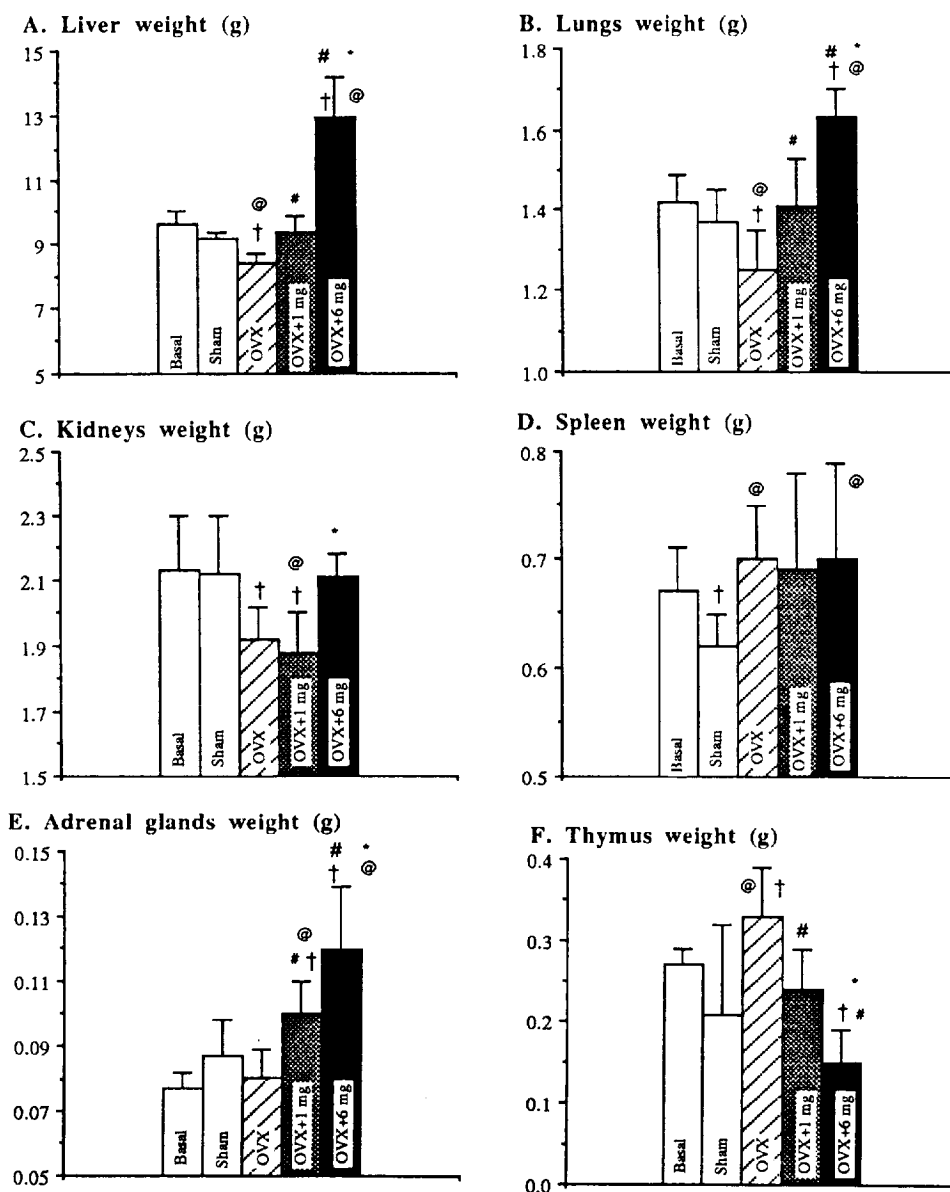 A. Liver weight (g)
15
13
11
9
7
5
# *
† @
@
†
#
Basal
Sham
OVX
OVX+1 mg
OVX+6 mg
B. Lungs weight (g)
1.8
1.6
1.4
1.2
1.0
# *
† @
#
@
†
Basal
Sham
OVX
OVX+1 mg
OVX+6 mg
C. Kidneys weight (g)
2.5
2.3
2.1
1.9
1.7
1.5
*
@
† †
Basal
Sham
OVX
OVX+1 mg
OVX+6 mg
D. Spleen weight (g)
0.8
0.7
0.6
0.5
@ @
†
Basal
Sham
OVX
OVX+1 mg
OVX+6 mg
E. Adrenal glands weight (g)
0.15
0.13
0.11
0.09
0.07
0.05
# *
† @
@
# †
Basal
Sham
OVX
OVX+1 mg
OVX+6 mg
F. Thymus weight (g)
0.4
0.3
0.2
0.1
0.0
@ †
#
*
† #
Basal
Sham
OVX
OVX+1 mg
OVX+6 mg